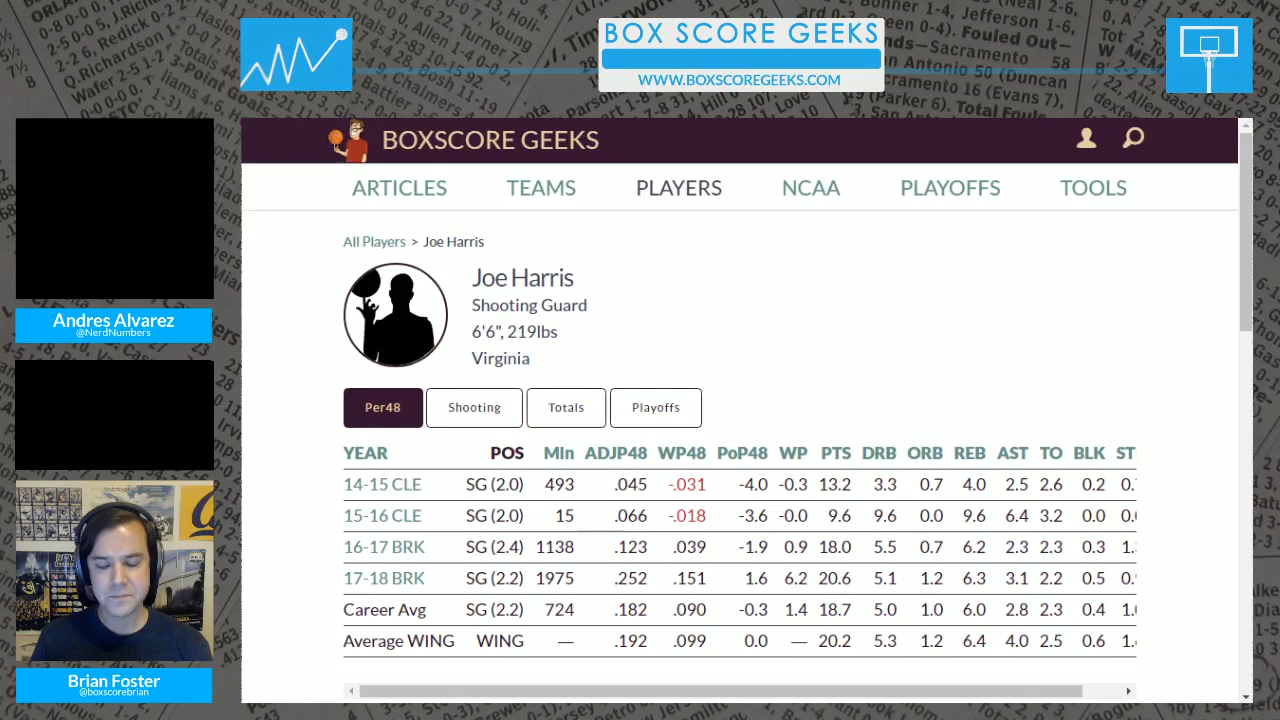 BOX SCORE GEEKS
WWW.BOXSCOREGEEKS.COM
BOXSCORE GEEKS
ARTICLES TEAMS PLAYERS NCAA PLAYOFFS TOOLS
All Players > Joe Harris
Joe Harris
Shooting Guard
6'6", 219lbs
Virginia
Per48 Shooting Totals Playoffs
YEAR POS Min ADJP48 WP48 PoP48 WP PTS DRB ORB REB AST TO BLK
14-15 CLE SG (2.0) 493 .045 -.031 -4.0 -0.3 13.2 3.3 0.7 4.0 2.5 2.6 0.2
15-16 CLE SG (2.0) 15 .066 -.018 -3.6 -0.0 9.6 9.6 0.0 9.6 6.4 3.2 0.0
16-17 BRK SG (2.4) 1138 .123 .039 -1.9 0.9 18.0 5.5 0.7 6.2 2.3 2.3 0.3
17-18 BRK SG (2.2) 1975 .252 .151 1.6 6.2 20.6 5.1 1.2 6.3 3.1 2.2 0.5
Career Avg SG (2.2) 724 .182 .090 -0.3 1.4 18.7 5.0 1.0 6.0 2.8 2.3 0.4
Average WING WING — .192 .099 0.0 — 20.2 5.3 1.2 6.4 4.0 2.5 0.6
Andres Alvarez
@NerdNumbers
Brian Foster
@boxscorebrian